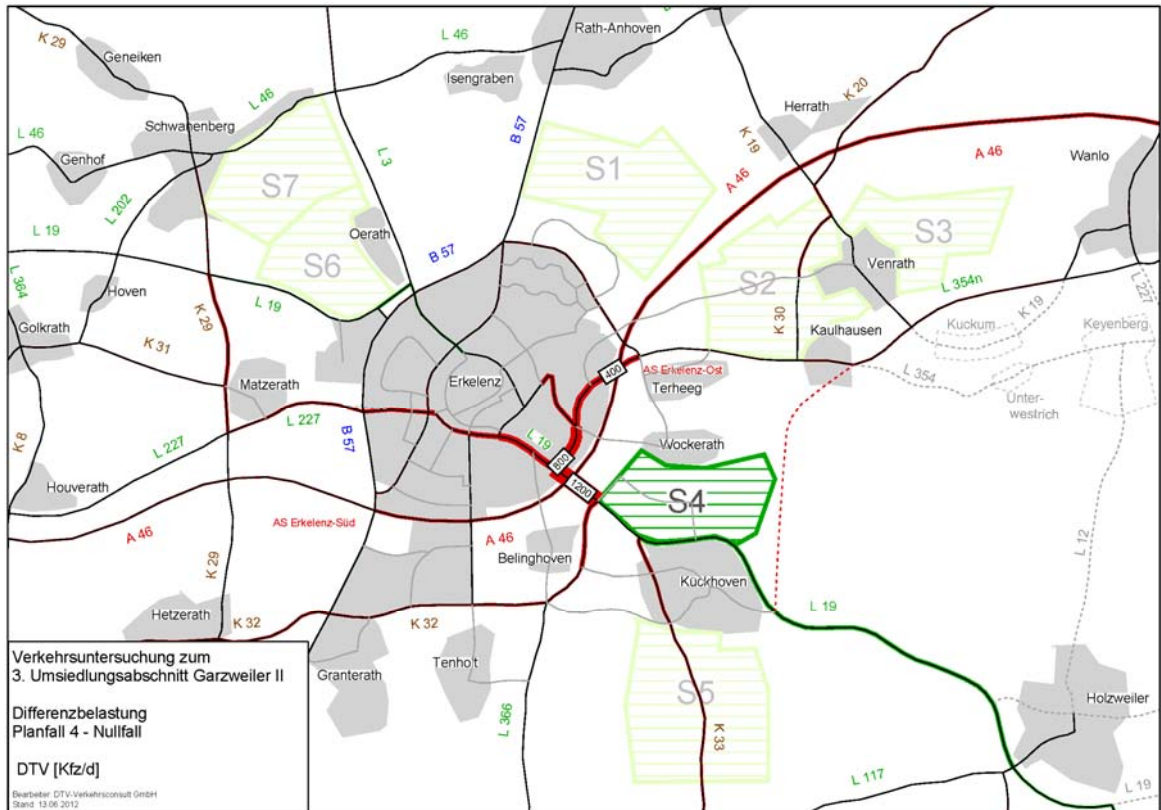 K 29
Geneiken
L 46
Rath-Anhoven
Isengraben
L 46
Schwanenberg
B 57
Herrath
K 20
K 19
L 46
Genhof
L 3
A 46
A 46
Wanlo
S1
S7
L 202
Oerath
S3
L 19
B 57
Venrath
S6
S2
L 354n
L 227
L 364
Hoven
L 19
K 29
K 30
K 19
Kuckum
Keyenberg
Golkrath
K 31
Kaulhausen
Matzerath
Erkelenz
400
AS Erkelenz-Ost
Terheeg
L 354
Unter-
westrich
K 8
L 227
L 19
Wockerath
L 227
B 57
800
1200
Houverath
S4
AS Erkelenz-Süd
A 46
A 46
Belinghoven
L 12
K 29
Kückhoven
L 19
Hetzerath
K 32
K 32
Granterath
Tenholt
S5
Holzweiler
L 366
K 33
L 117
L 19
Verkehrsuntersuchung zum
3. Umsiedlungsabschnitt Garzweiler II
Differenzbelastung
Planfall 4 - Nullfall
DTV [Kfz/d]
Bearbeiter: DTV-Verkehrsconsult GmbH
Stand: 13.06.2012